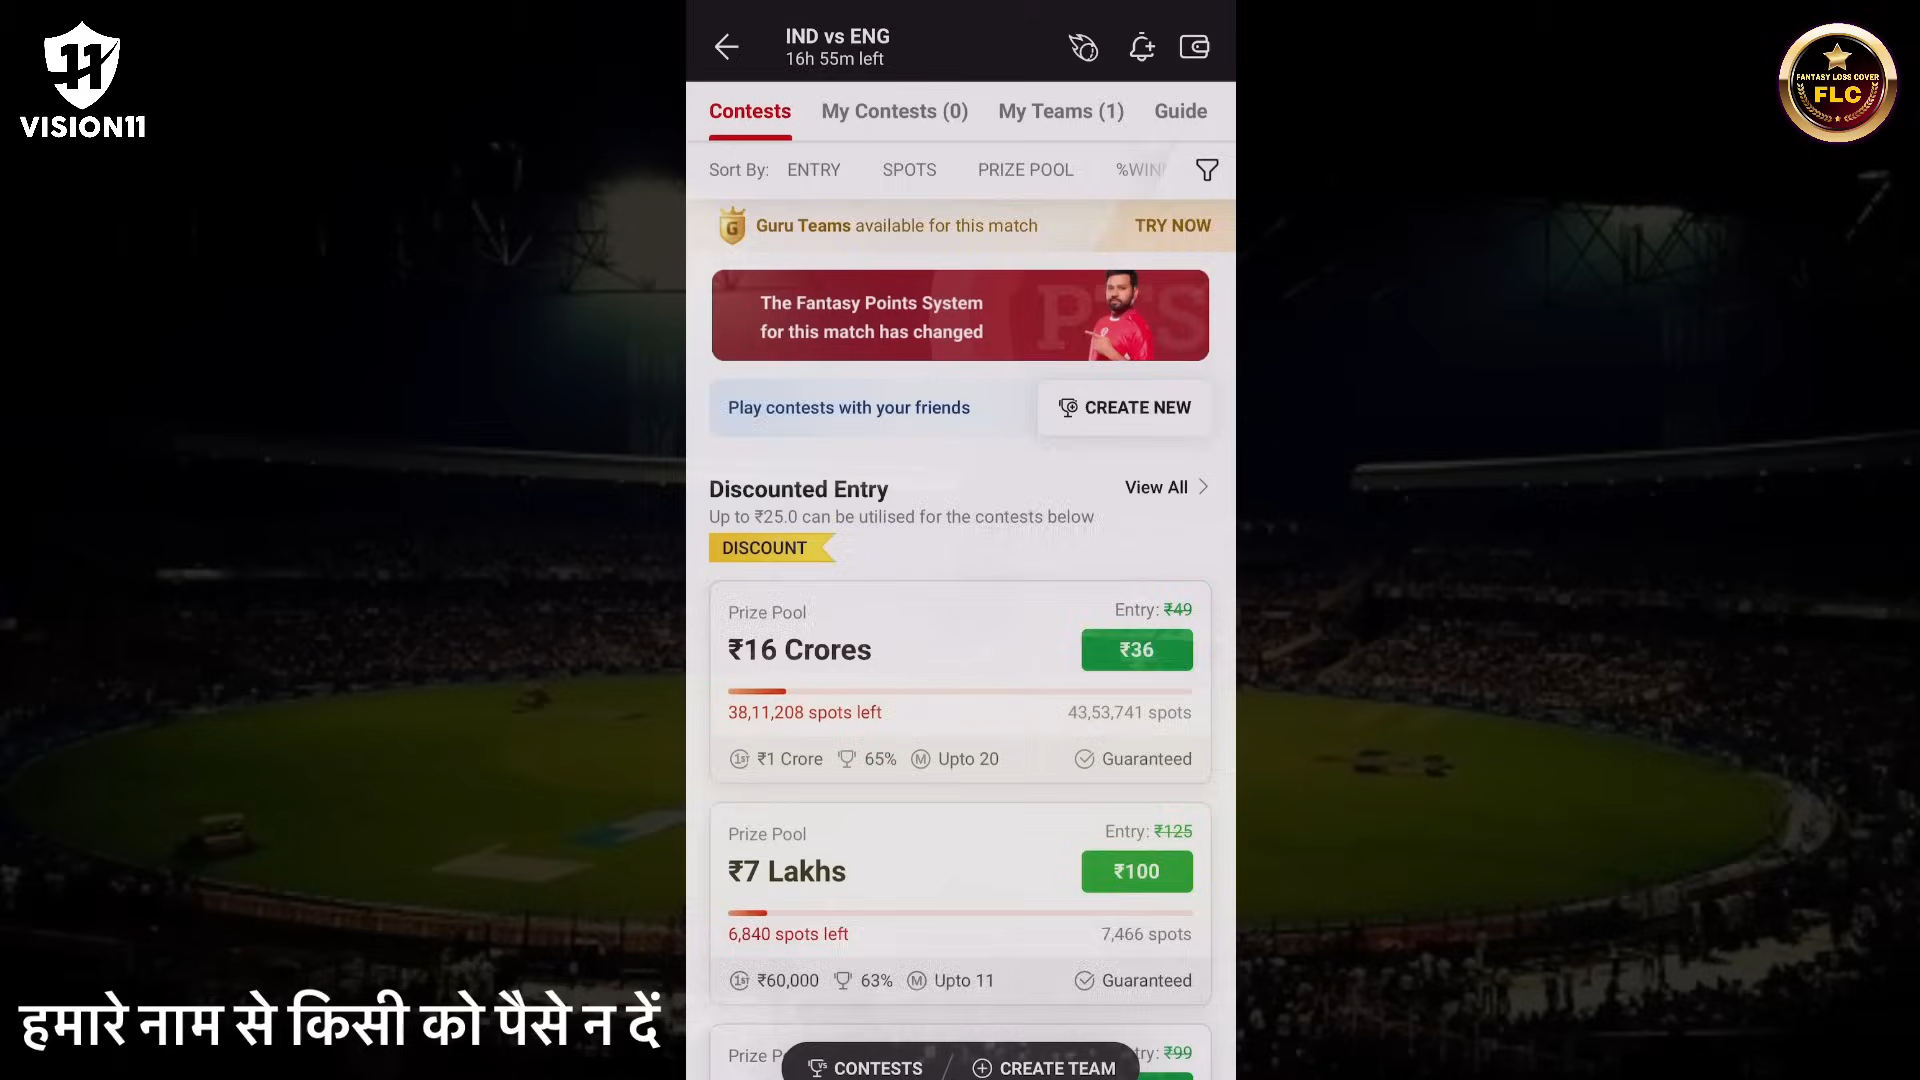 11
VISION11
FANTASY LOSS COVER
FLC
IND vs ENG
16h 55m left
Contests My Contests (0) My Teams (1) Guide
Sort By: ENTRY SPOTS PRIZE POOL
G Guru Teams available for this match TRY NOW
The Fantasy Points System
for this match has changed
PTS
Play contests with your friends CREATE NEW
Discounted Entry View All
Up to ₹25.0 can be utilised for the contests below
DISCOUNT
Prize Pool Entry: ₹49
₹16 Crores ₹36
38,11,208 spots left 43,53,741 spots
1st ₹1 Crore 65% M Upto 20 Guaranteed
Prize Pool Entry: ₹125
₹7 Lakhs ₹100
6,840 spots left 7,466 spots
1st ₹60,000 63% M Upto 11 Guaranteed
Prize ₹99
CONTESTS CREATE TEAM
हमारे नाम से किसी को पैसे न दें